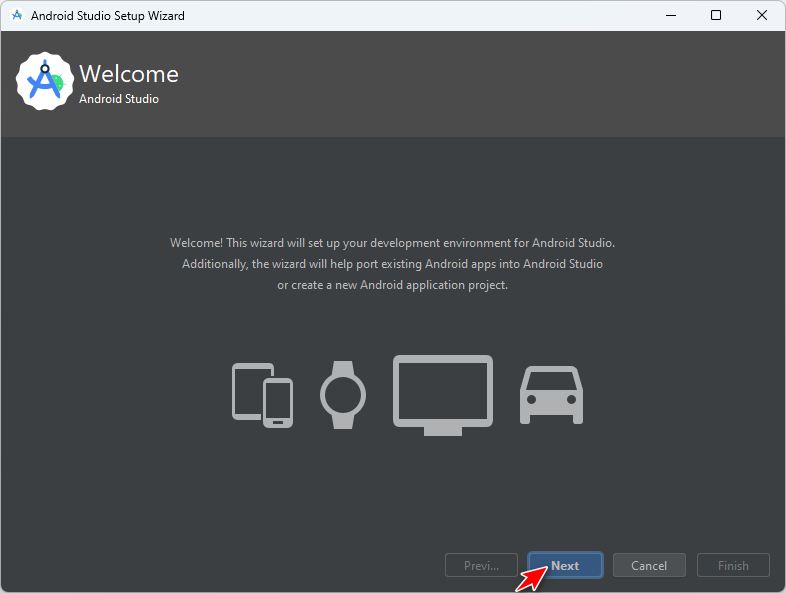 Android Studio Setup Wizard
Welcome
Android Studio
Welcome! This wizard will set up your development environment for Android Studio.
Additionally, the wizard will help port existing Android apps into Android Studio
or create a new Android application project.
Previ... Next Cancel Finish